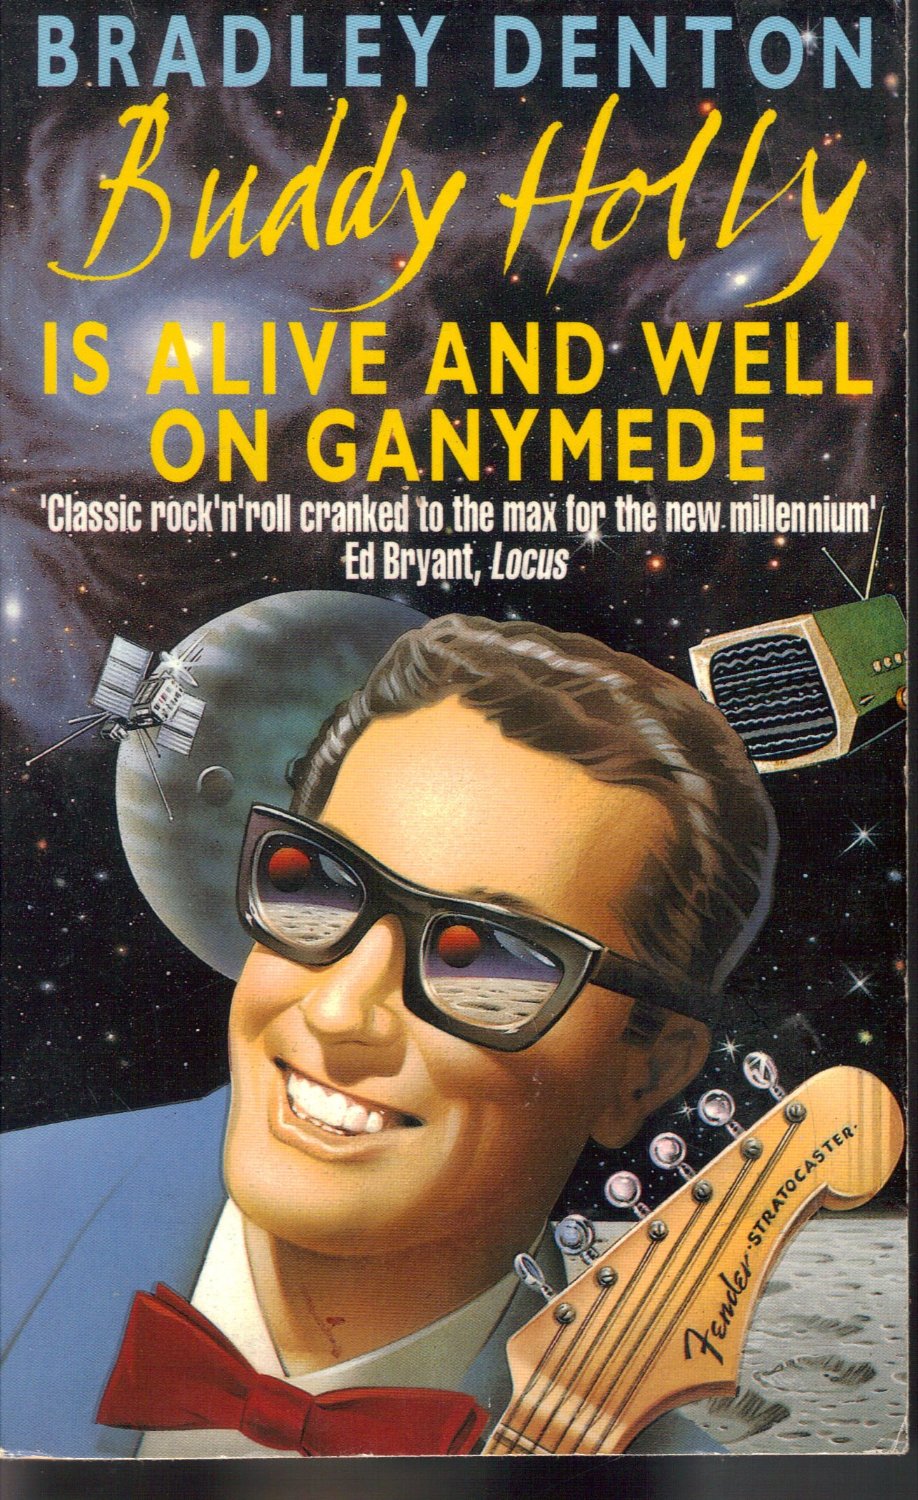 BRADLEY DENTON
Buddy Holly
IS ALIVE AND WELL
ON GANYMEDE
'Classic rock'n'roll cranked to the max for the new millennium'
Ed Bryant, Locus
Fender STRATOCASTER